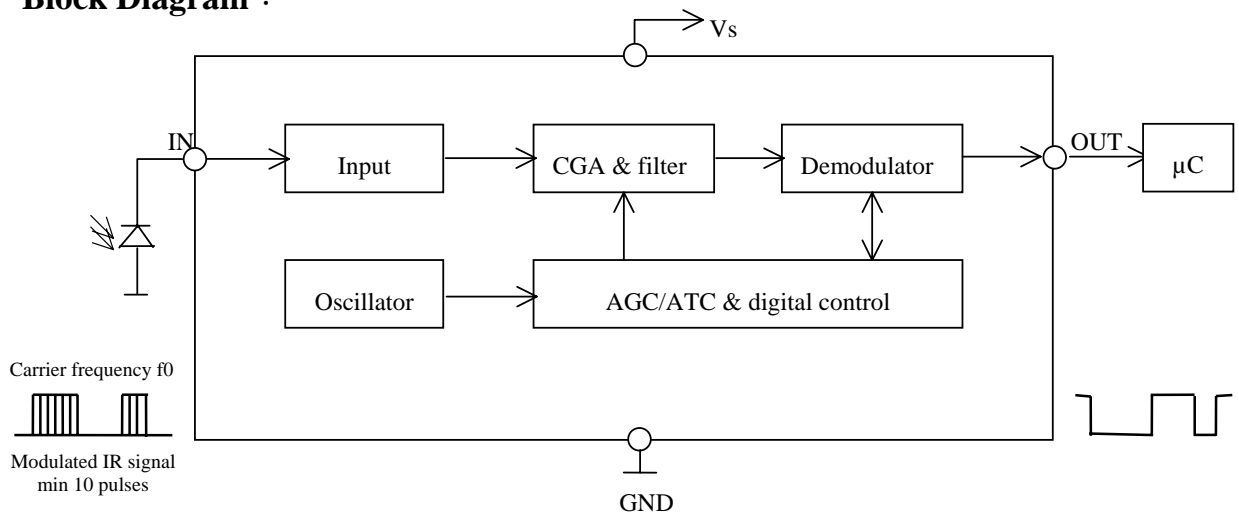 Block Diagram :
Vs
IN
Input
CGA & filter
Demodulator
OUT
µC
Oscillator
AGC/ATC & digital control
Carrier frequency f0
Modulated IR signal
min 10 pulses
GND